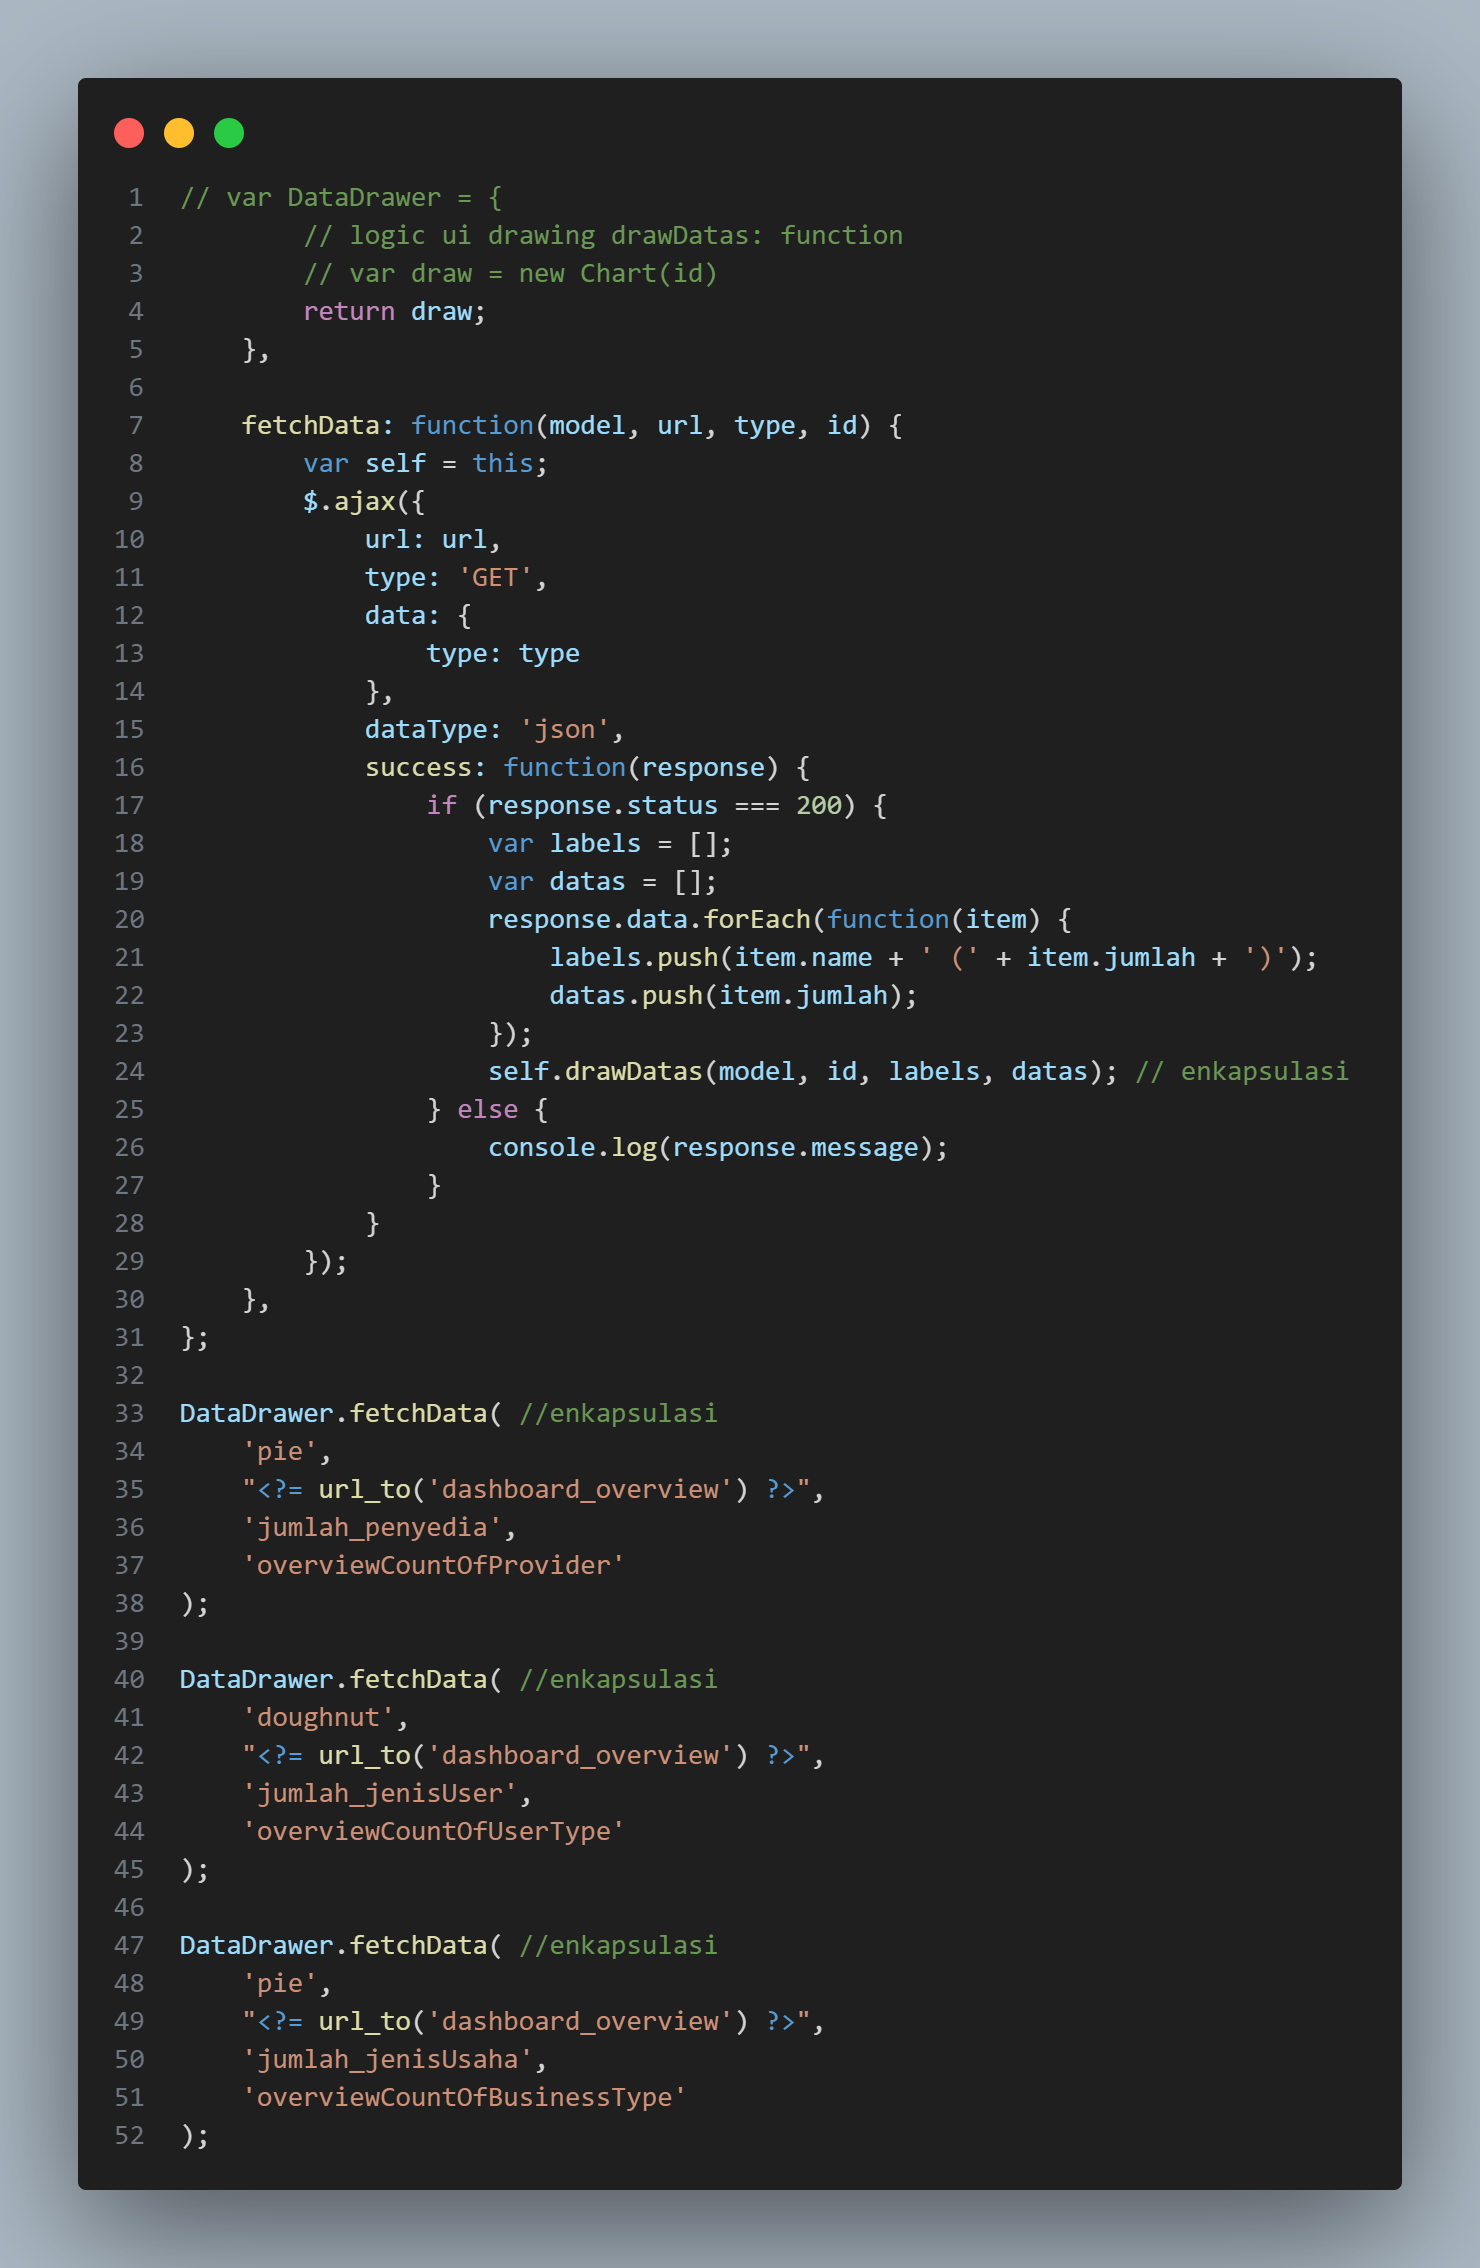 1 // var DataDrawer = {
2 // logic ui drawing drawDatas: function
3 // var draw = new Chart(id)
4 return draw;
5 },
6
7 fetchData: function(model, url, type, id) {
8 var self = this;
9 $.ajax({
10 url: url,
11 type: 'GET',
12 data: {
13 type: type
14 },
15 dataType: 'json',
16 success: function(response) {
17 if (response.status === 200) {
18 var labels = [];
19 var datas = [];
20 response.data.forEach(function(item) {
21 labels.push(item.name + ' (' + item.jumlah + ')');
22 datas.push(item.jumlah);
23 });
24 self.drawDatas(model, id, labels, datas); // enkapsulasi
25 } else {
26 console.log(response.message);
27 }
28 }
29 });
30 },
31 };
32
33 DataDrawer.fetchData( //enkapsulasi
34 'pie',
35 "<?= url_to('dashboard_overview') ?>",
36 'jumlah_penyedia',
37 'overviewCountOfProvider'
38 );
39
40 DataDrawer.fetchData( //enkapsulasi
41 'doughnut',
42 "<?= url_to('dashboard_overview') ?>",
43 'jumlah_jenisUser',
44 'overviewCountOfUserType'
45 );
46
47 DataDrawer.fetchData( //enkapsulasi
48 'pie',
49 "<?= url_to('dashboard_overview') ?>",
50 'jumlah_jenisUsaha',
51 'overviewCountOfBusinessType'
52 );